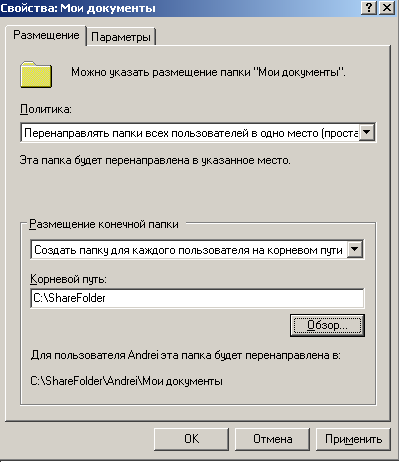 Свойства: Мои документы
Размещение Параметры
Можно указать размещение папки "Мои документы".
Политика:
Перенаправлять папки всех пользователей в одно место (проста
Эта папка будет перенаправлена в указанное место.
Размещение конечной папки
Создать папку для каждого пользователя на корневом пути
Корневой путь:
C:\ShareFolder
Обзор...
Для пользователя Andrei эта папка будет перенаправлена в:
C:\ShareFolder\Andrei\Мои документы
ОК Отмена Применить